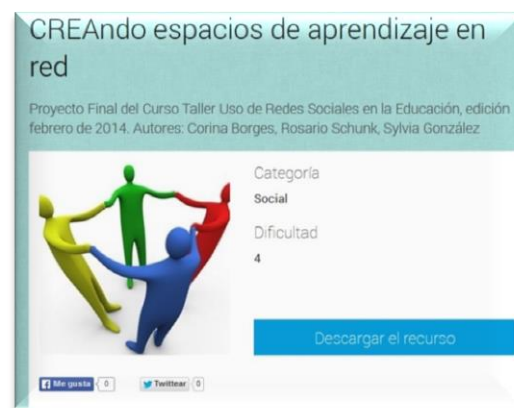 CREAndo espacios de aprendizaje en
red
Proyecto Final del Curso Taller Uso de Redes Sociales en la Educación, edición
febrero de 2014. Autores: Corina Borges, Rosario Schunk, Sylvia González
Categoría
Social
Dificultad
4
Descargar el recurso
Me gusta 0
Twittear 0